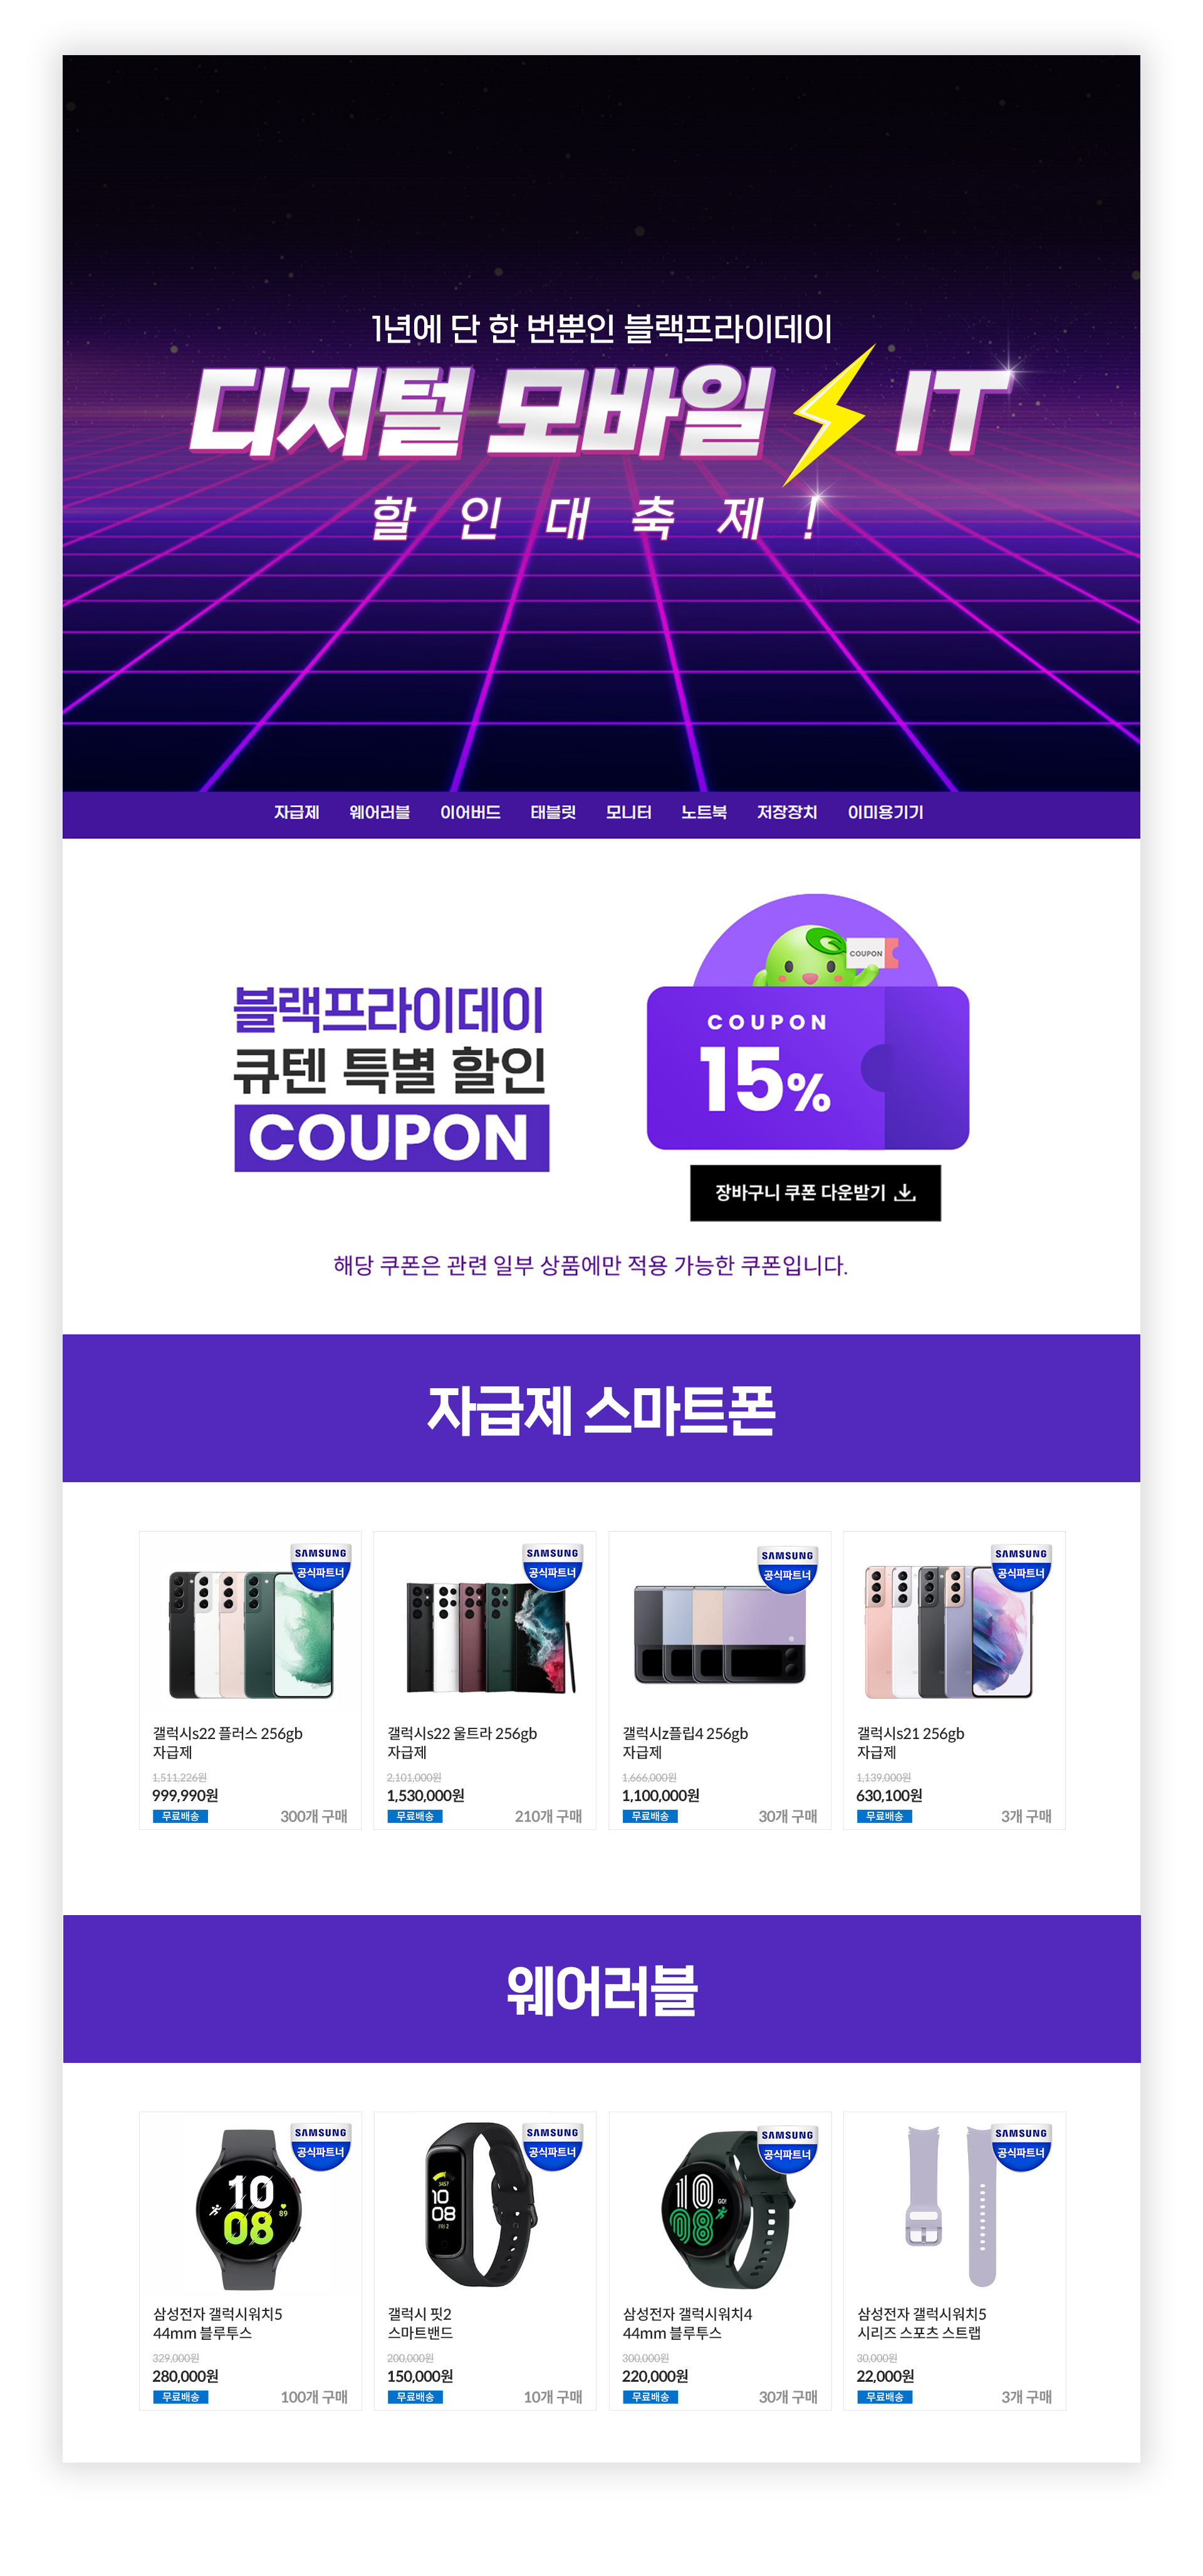 1년에 단 한 번뿐인 블랙프라이데이
디지털 모바일 IT
할인대축제!
자급제 웨어러블 이어버드 태블릿 모니터 노트북 저장장치 이미용기기
블랙프라이데이
큐텐 특별 할인
COUPON
COUPON
COUPON
15%
장바구니 쿠폰 다운받기
해당 쿠폰은 관련 일부 상품에만 적용 가능한 쿠폰입니다.
자급제 스마트폰
SAMSUNG
공식파트너
갤럭시s22 플러스 256gb
자급제
1,511,226원
999,990원
무료배송 300개 구매
SAMSUNG
공식파트너
갤럭시s22 울트라 256gb
자급제
2,101,000원
1,530,000원
무료배송 210개 구매
SAMSUNG
공식파트너
갤럭시z플립4 256gb
자급제
1,666,000원
1,100,000원
무료배송 30개 구매
SAMSUNG
공식파트너
갤럭시s21 256gb
자급제
1,139,000원
630,100원
무료배송 3개 구매
웨어러블
SAMSUNG
공식파트너
10
08
89
삼성전자 갤럭시워치5
44mm 블루투스
329,000원
280,000원
무료배송 100개 구매
SAMSUNG
공식파트너
3457
10
08
FRI 2
갤럭시 핏2
스마트밴드
200,000원
150,000원
무료배송 10개 구매
SAMSUNG
공식파트너
10
GO!
08
삼성전자 갤럭시워치4
44mm 블루투스
300,000원
220,000원
무료배송 30개 구매
SAMSUNG
공식파트너
삼성전자 갤럭시워치5
시리즈 스포츠 스트랩
30,000원
22,000원
무료배송 3개 구매